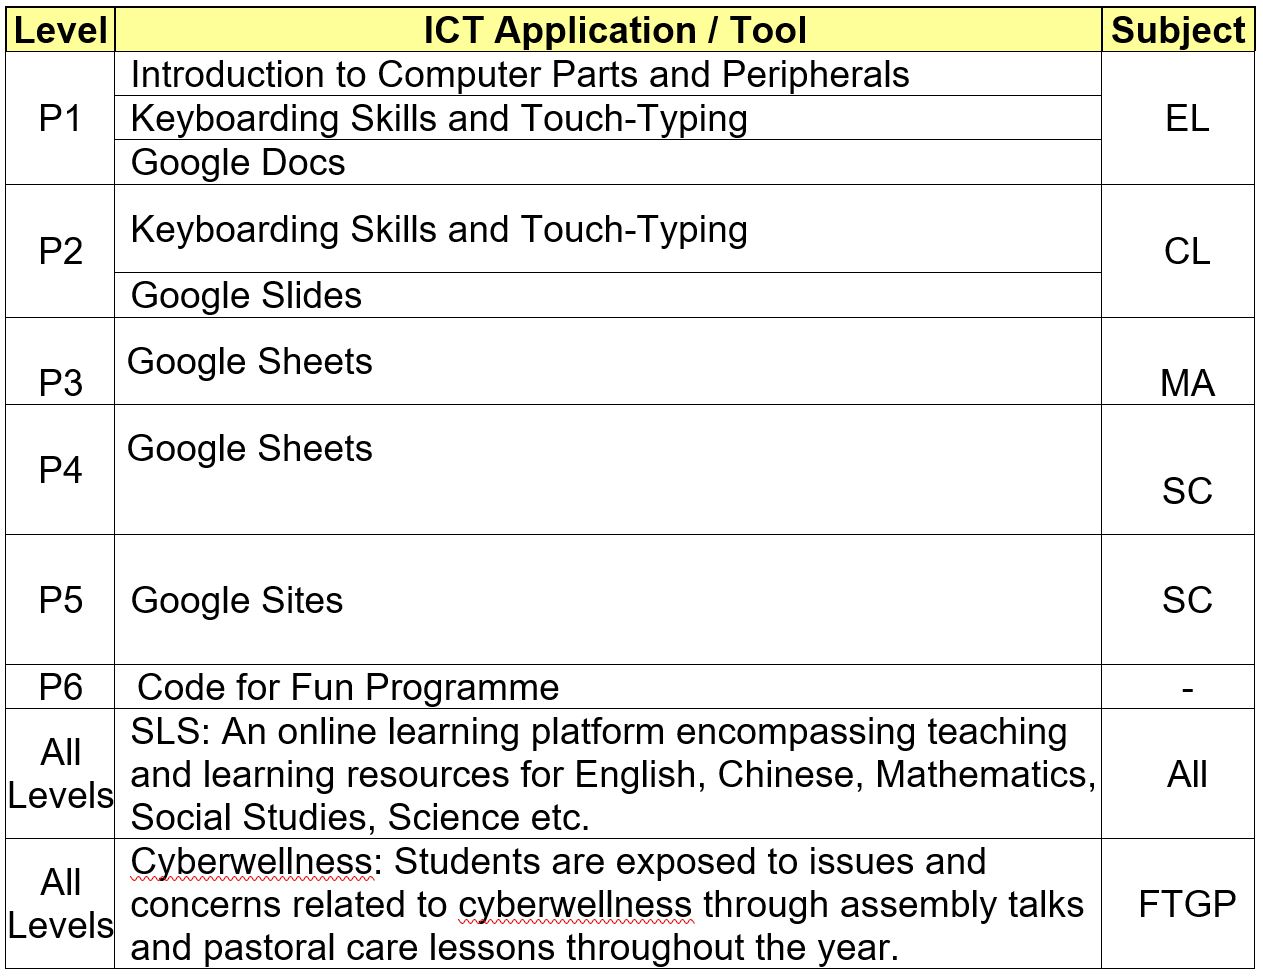 Level ICT Application / Tool Subject
Introduction to Computer Parts and Peripherals
P1 Keyboarding Skills and Touch-Typing EL
Google Docs
Keyboarding Skills and Touch-Typing
P2 CL
Google Slides
Google Sheets
P3 MA
Google Sheets
P4
SC
P5 Google Sites SC
P6 Code for Fun Programme -
All Levels
SLS: An online learning platform encompassing teaching
and learning resources for English, Chinese, Mathematics,
Social Studies, Science etc.
All
All Levels
Cyberwellness: Students are exposed to issues and
concerns related to cyberwellness through assembly talks
and pastoral care lessons throughout the year.
FTGP